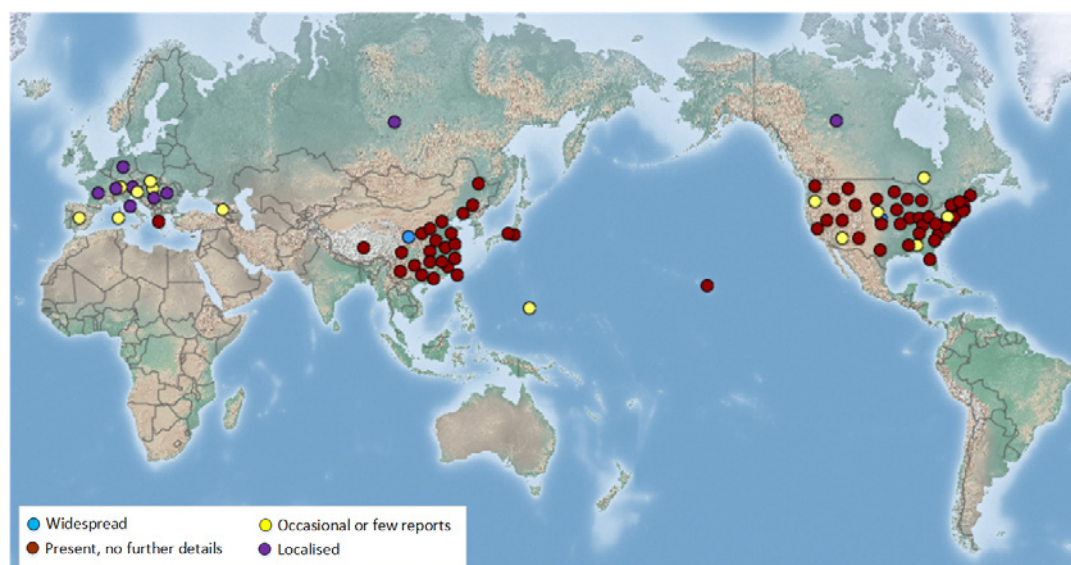 Widespread
Occasional or few reports
Present, no further details
Localised